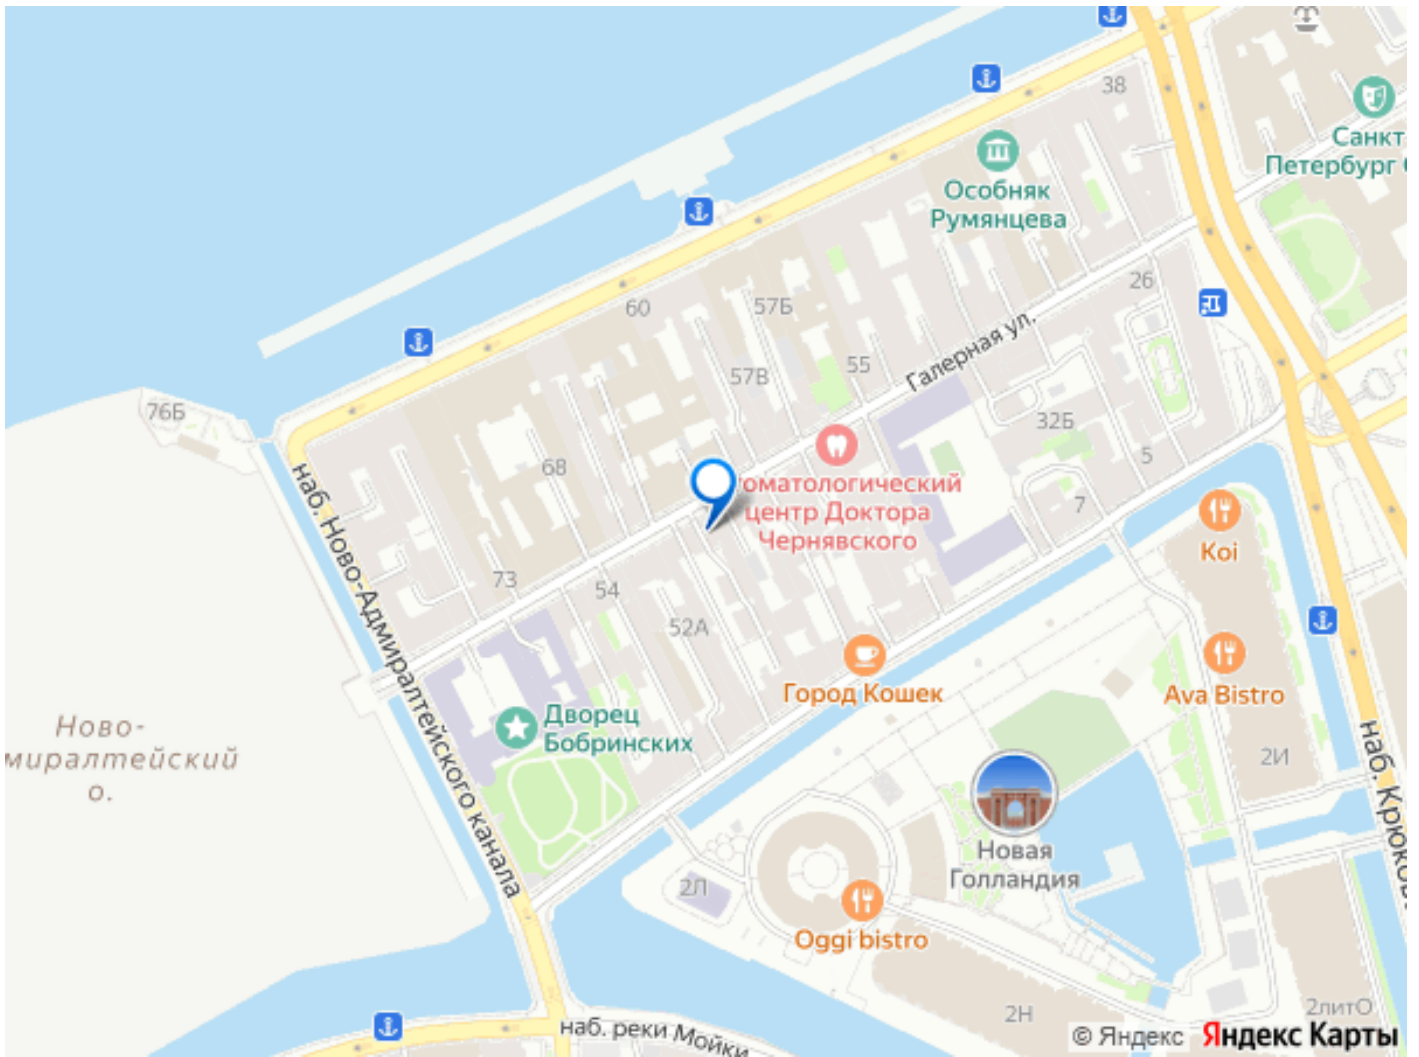 38
Санкт-
Петербург
Особняк
Румянцева
26
60
57Б
Галерная ул.
57В
55
76Б
32Б
68
5
томатологический
центр Доктора
Чернявского
7
Koi
наб. Ново-Адмиралтейского канала
73
54
52А
Город Кошек
Ava Bistro
Дворец
Бобринских
Ново-
миралтейский
о.
2И
наб. Крюков
Новая
Голландия
2Л
Oggi bistro
2Н
2литО
наб. реки Мойки
© Яндекс Яндекс Карты